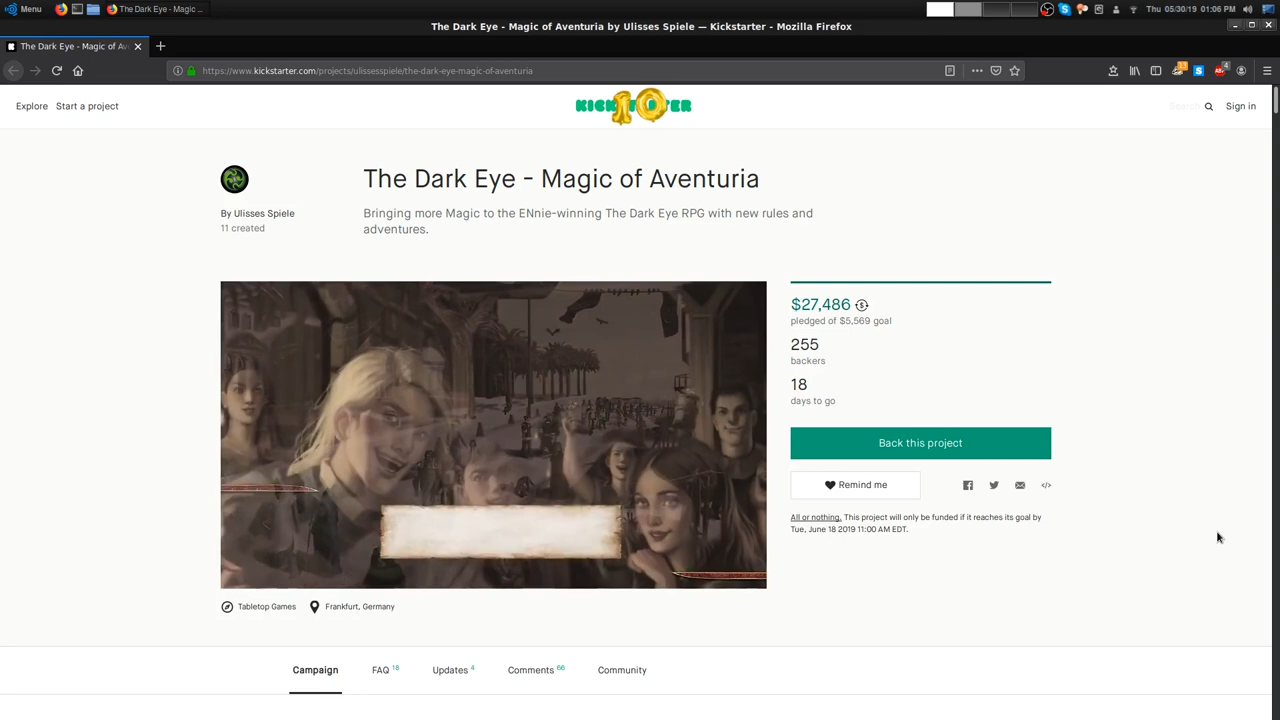 Menu
The Dark Eye - Magic ...
Thu 05/30/19 01:06 PM
The Dark Eye - Magic of Aventuria by Ulisses Spiele — Kickstarter - Mozilla Firefox
The Dark Eye - Magic of Av
https://www.kickstarter.com/projects/ulissesspiele/the-dark-eye-magic-of-aventuria
Explore Start a project
Search
Sign in
The Dark Eye - Magic of Aventuria
By Ulisses Spiele
11 created
Bringing more Magic to the ENnie-winning The Dark Eye RPG with new rules and
adventures.
$27,486
pledged of $5,569 goal
255
backers
18
days to go
Back this project
Remind me
All or nothing. This project will only be funded if it reaches its goal by
Tue, June 18 2019 11:00 AM EDT.
Tabletop Games Frankfurt, Germany
Campaign FAQ 18 Updates 4 Comments 66 Community